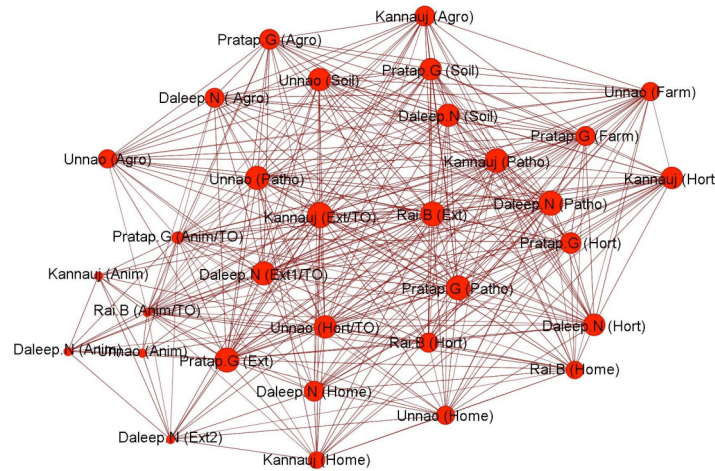 Kannauj (Agro)
Pratap.G (Agro)
Pratap.G (Soil)
Unnao (Soil)
Unnao (Farm)
Daleep.N ( Agro)
Daleep.N (Soil)
Pratap.G (Farm)
Unnao (Agro)
Kannauj (Patho)
Unnao (Patho)
Kannauj (Hort
Daleep.N (Patho)
Kannauj (Ext/TO)
Rai.B (Ext)
Pratap.G (Anim/TO)
Pratap.G (Hort)
Kannauj (Anim)
Daleep.N (Ext1/TO)
Pratap.G (Patho)
Rai.B (Anim/TO)
Unnao (Hort/TO)
Daleep.N (Hort)
Rai.B (Hort)
Daleep.N (Anim)
Unnao (Anim)
Pratap.G (Ext)
Rai.B (Home)
Daleep.N (Home)
Unnao (Home)
Daleep.N (Ext2)
Kannauj (Home)